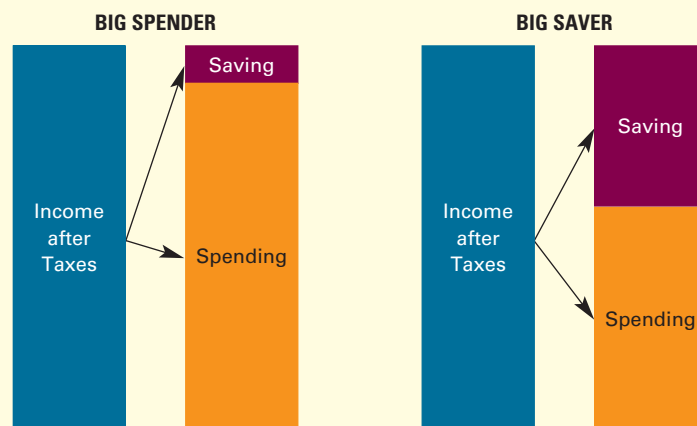 BIG SPENDER
Saving
Income
after
Taxes
Spending
BIG SAVER
Saving
Income
after
Taxes
Spending